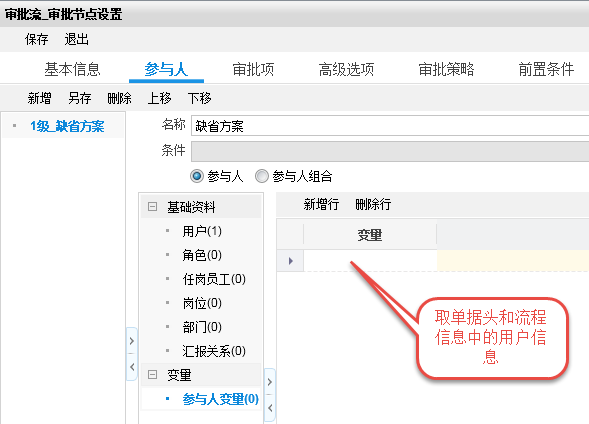 审批流_审批节点设置
保存 退出
基本信息 参与人 审批项 高级选项 审批策略 前置条件
新增 另存 删除 上移 下移
1级_缺省方案
名称 缺省方案
条件
参与人 参与人组合
基础资料
用户(1)
角色(0)
任岗员工(0)
岗位(0)
部门(0)
汇报关系(0)
变量
参与人变量(0)
新增行 删除行
变量
取单据头和流程
信息中的用户信
息